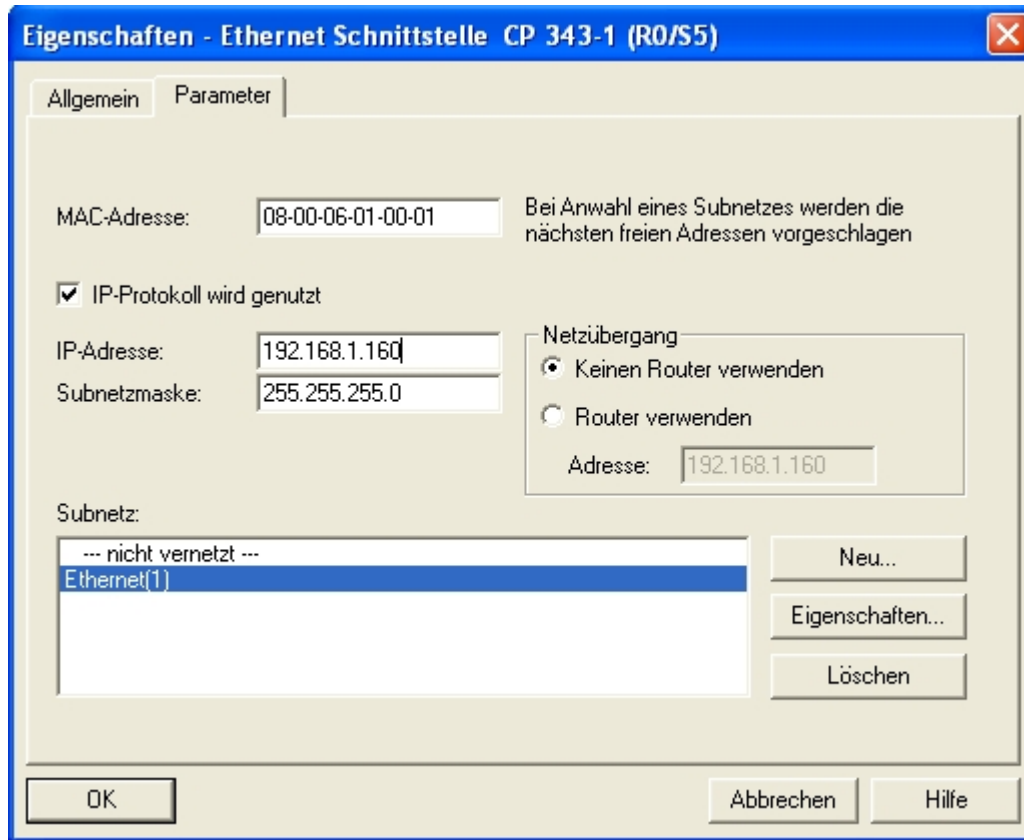 Eigenschaften - Ethernet Schnittstelle CP 343-1 (R0/S5)
Allgemein
Parameter
MAC-Adresse:
08-00-06-01-00-01
Bei Anwahl eines Subnetzes werden die
nächsten freien Adressen vorgeschlagen
IP-Protokoll wird genutzt
IP-Adresse:
192.168.1.160
Subnetzmaske:
255.255.255.0
Netzübergang
Keinen Router verwenden
Router verwenden
Adresse:
192.168.1.160
Subnetz:
--- nicht vernetzt ---
Ethernet(1)
Neu...
Eigenschaften...
Löschen
OK
Abbrechen
Hilfe